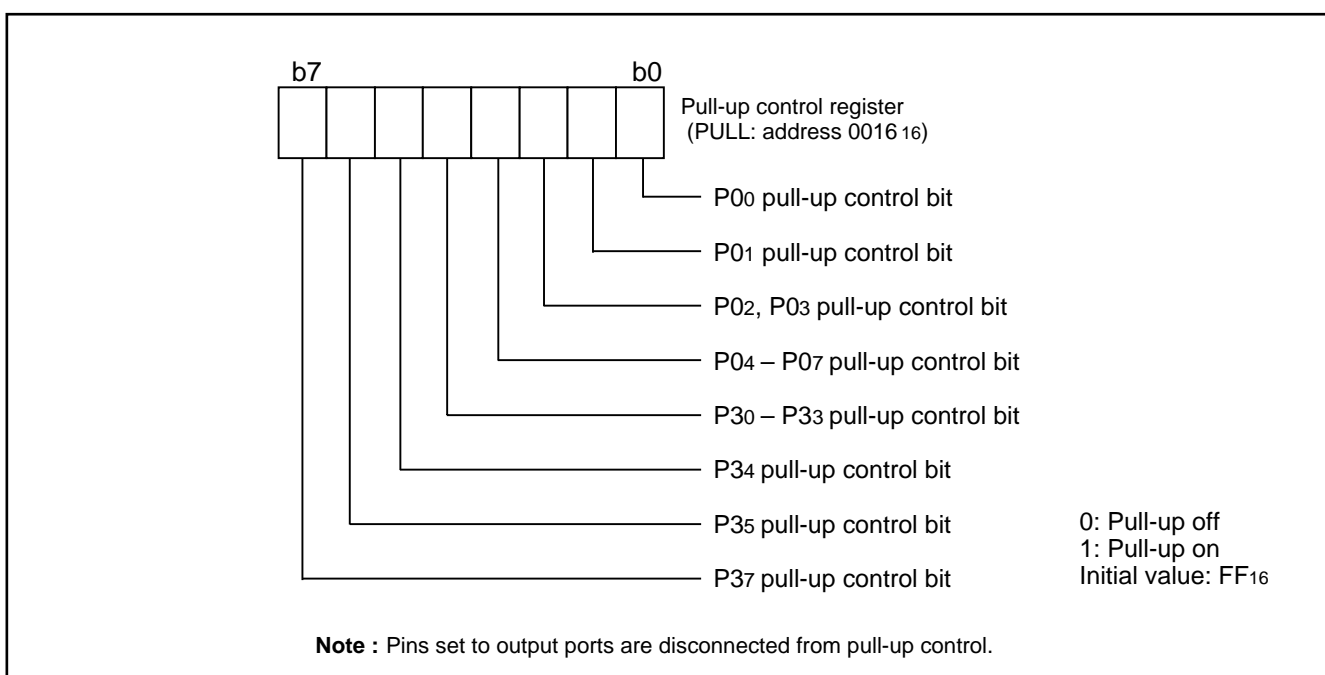 b7 b0
Pull-up control register
(PULL: address 0016 16)
P00 pull-up control bit
P01 pull-up control bit
P02, P03 pull-up control bit
P04 – P07 pull-up control bit
P30 – P33 pull-up control bit
P34 pull-up control bit
P35 pull-up control bit
P37 pull-up control bit
0: Pull-up off
1: Pull-up on
Initial value: FF16
Note : Pins set to output ports are disconnected from pull-up control.